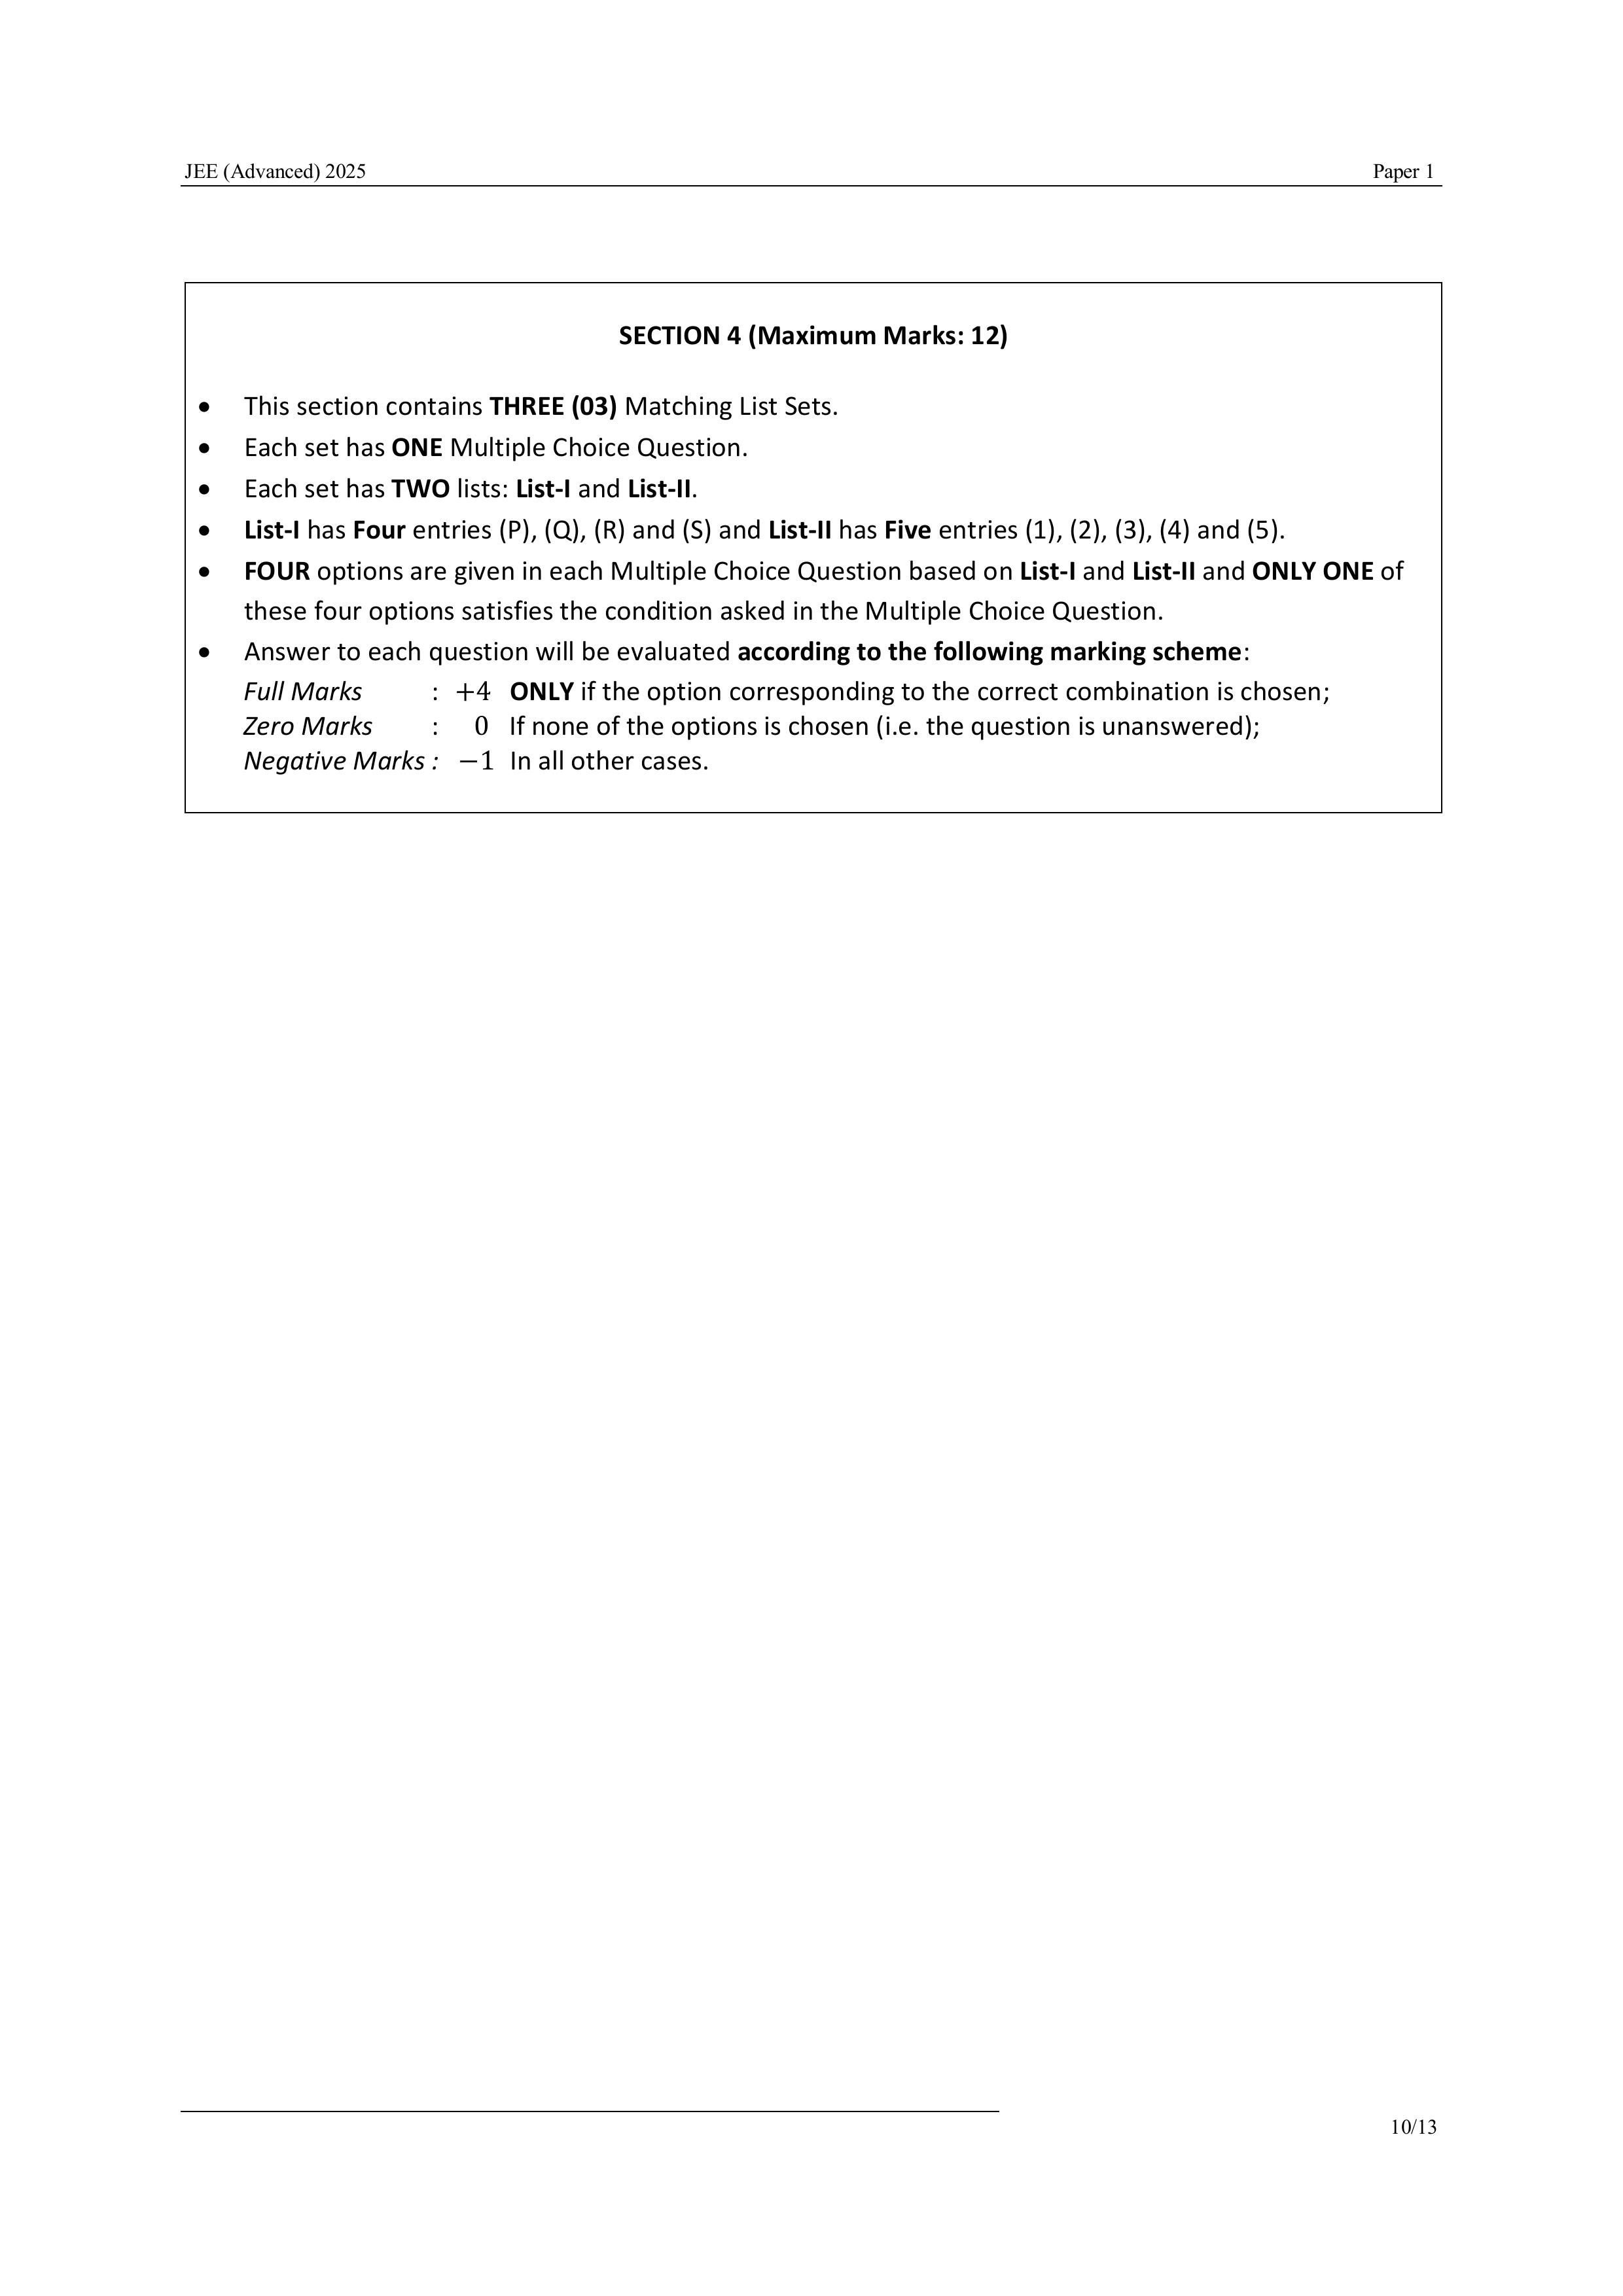 JEE (Advanced) 2025 Paper 1
SECTION 4 (Maximum Marks: 12)
• This section contains THREE (03) Matching List Sets.
• Each set has ONE Multiple Choice Question.
• Each set has TWO lists: List-I and List-II.
• List-I has Four entries (P), (Q), (R) and (S) and List-II has Five entries (1), (2), (3), (4) and (5).
• FOUR options are given in each Multiple Choice Question based on List-I and List-II and ONLY ONE of
these four options satisfies the condition asked in the Multiple Choice Question.
• Answer to each question will be evaluated according to the following marking scheme:
Full Marks : +4 ONLY if the option corresponding to the correct combination is chosen;
Zero Marks : 0 If none of the options is chosen (i.e. the question is unanswered);
Negative Marks : −1 In all other cases.
10/13